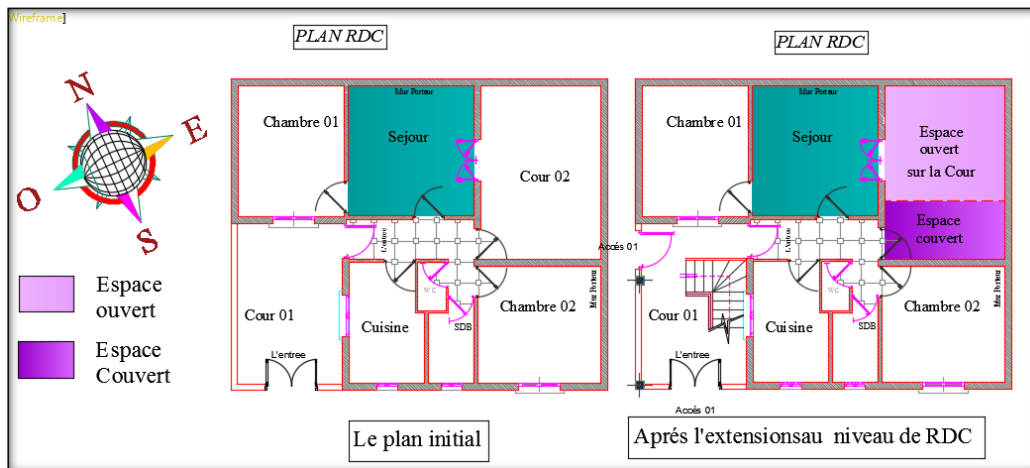 Wireframe]
PLAN RDC
PLAN RDC
N
E
O
S
Espace
ouvert
Espace
Couvert
Mur Porteur
Chambre 01
Sejour
Cour 02
L'entree
WC
Cour 01
Cuisine
SDB
Chambre 02
Mur Porteur
L'entree
Le plan initial
Mur Porteur
Chambre 01
Sejour
Espace
ouvert
sur la Cour
Espace
couvert
Accés 01
L'entree
WC
Cour 01
Cuisine
SDB
Chambre 02
Mur Porteur
L'entree
Accés 01
Aprés l'extensionsau niveau de RDC